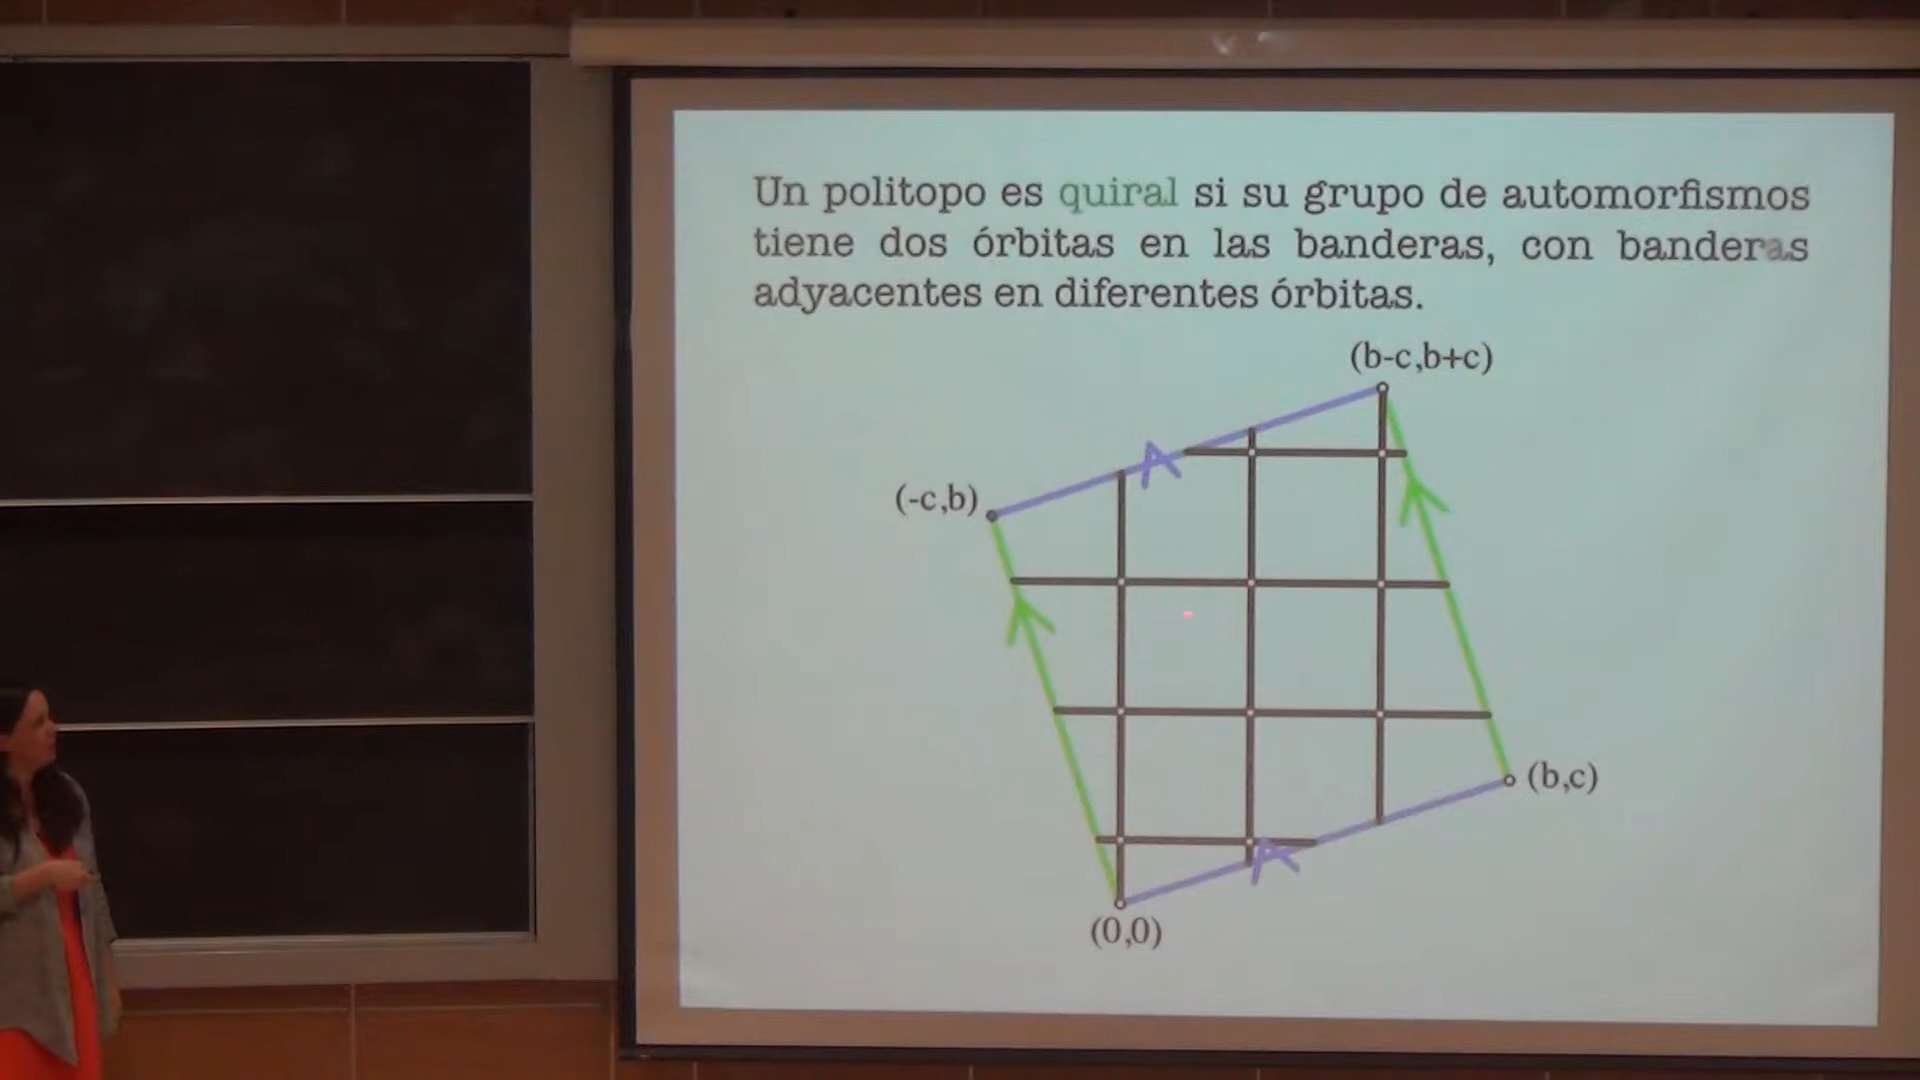 Un politopo es quiral si su grupo de automorfismos
tiene dos órbitas en las banderas, con banderas
adyacentes en diferentes órbitas.
(b-c,b+c)
(-c,b)
(b,c)
(0,0)